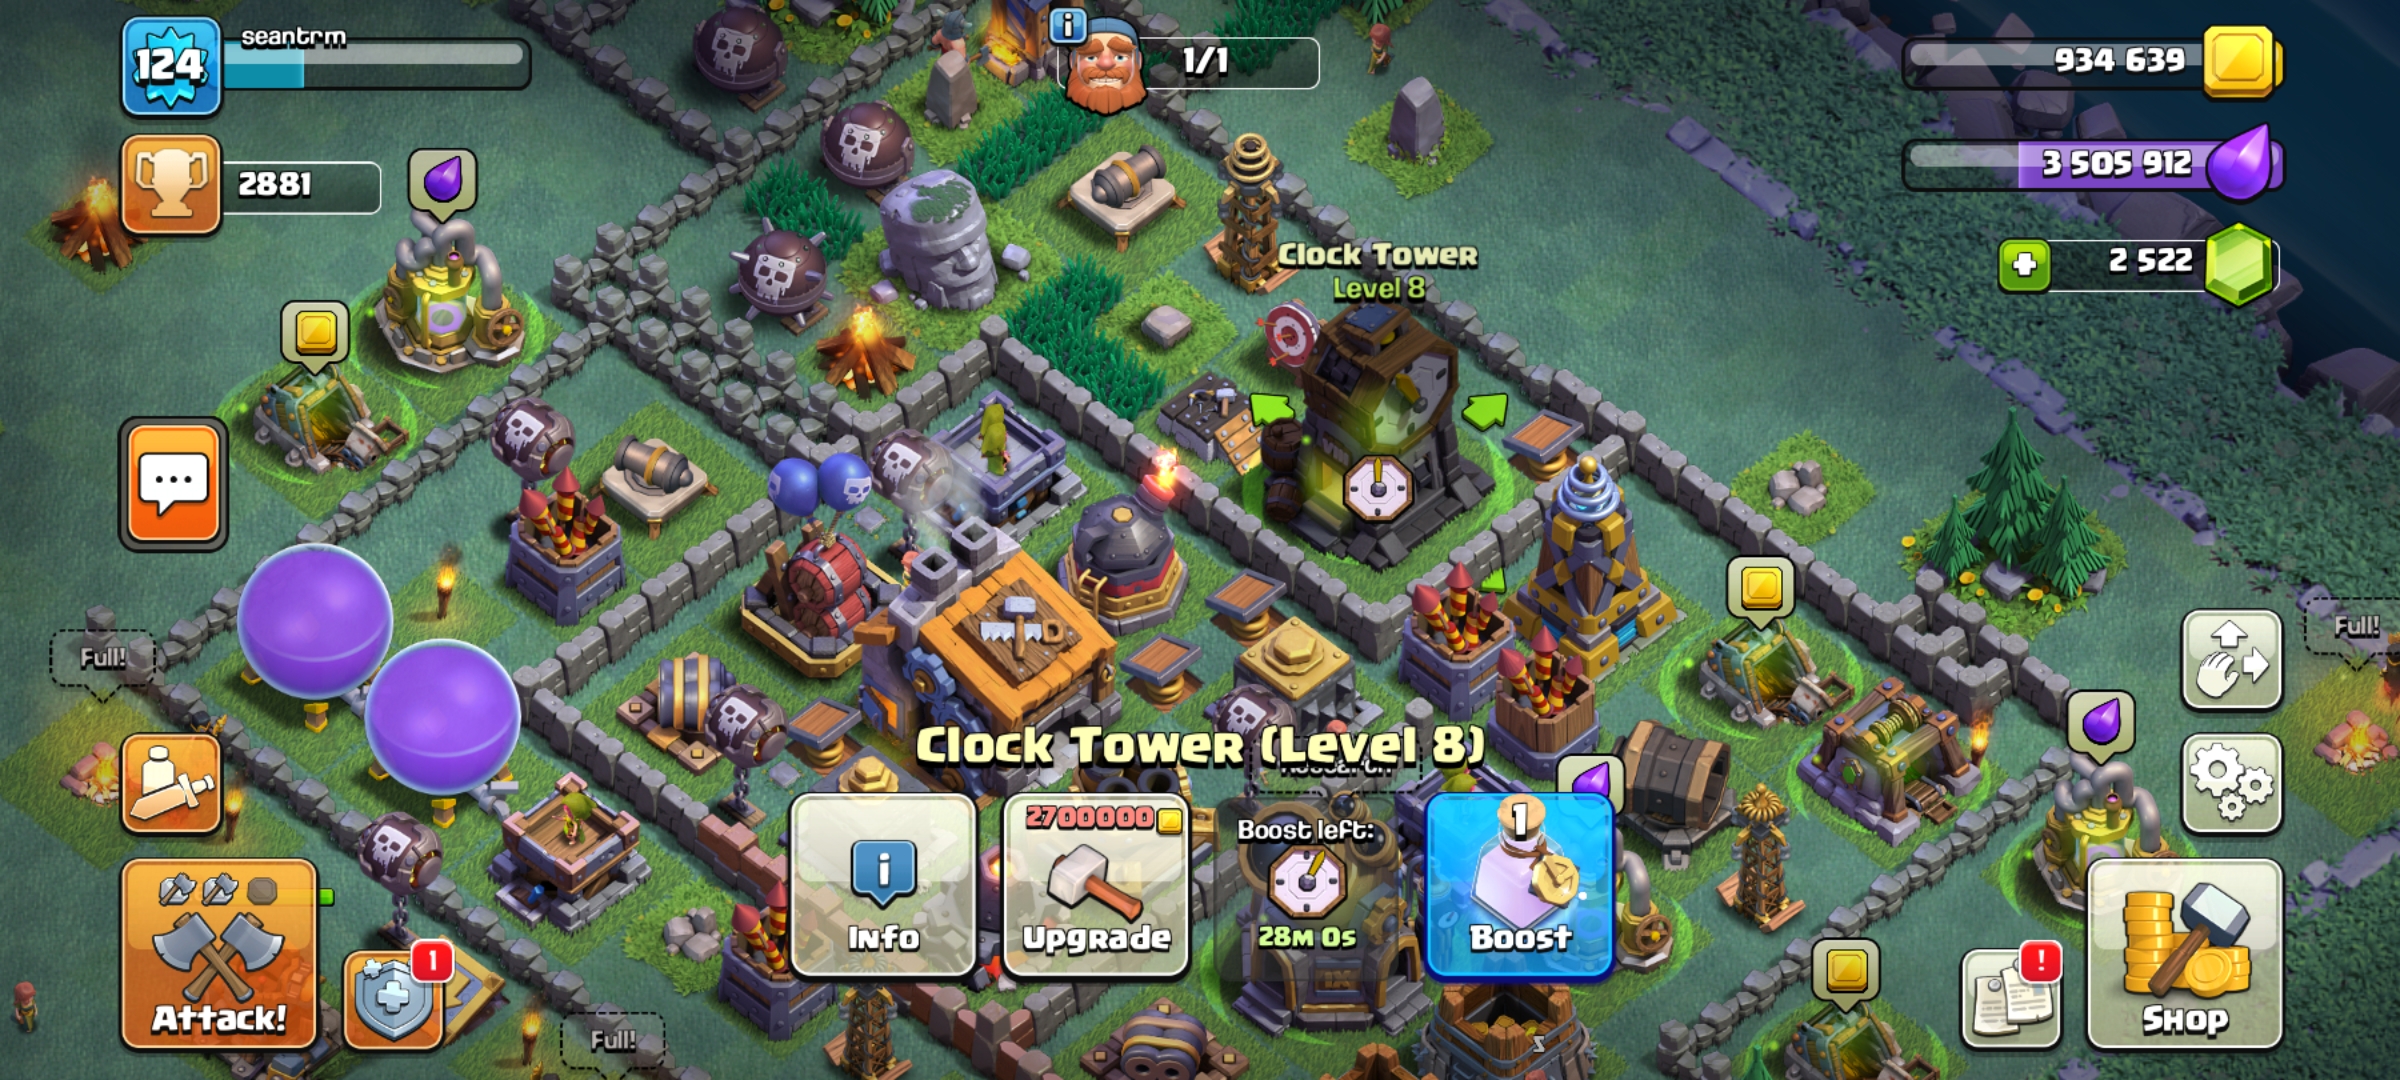 124
seantrm
1/1
934 639
2881
3 505 912
2 522
Clock Tower
Level 8
Full!
Full!
Clock Tower (Level 8)
Research
2700000
Boost left:
1
Info
Upgrade
28m 0s
Boost
1
Attack!
Full!
z
!
Shop